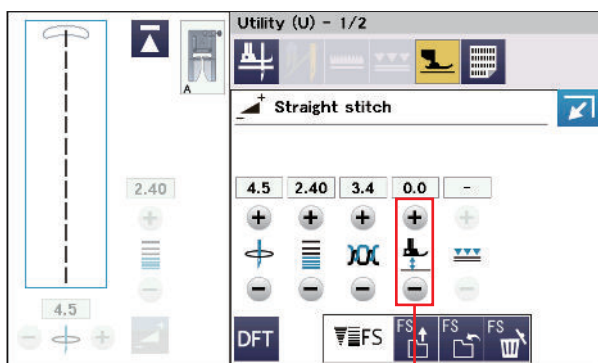 Utility (U) - 1/2
A
Straight stitch
2.40
4.5 2.40 3.4 0.0 -
4.5
DFT FS FS FS FS